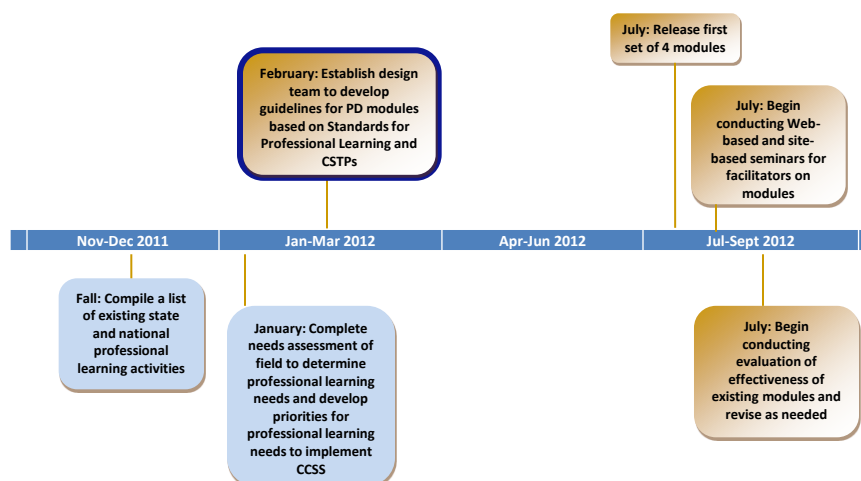 July: Release first
set of 4 modules
February: Establish design
team to develop
guidelines for PD modules
based on Standards for
Professional Learning and
CSTPs
July: Begin
conducting Web-
based and site-
based seminars for
facilitators on
modules
Nov-Dec 2011
Jan-Mar 2012
Apr-Jun 2012
Jul-Sept 2012
Fall: Compile a list
of existing state
and national
professional
learning activities
January: Complete
needs assessment of
field to determine
professional learning
needs and develop
priorities for
professional learning
needs to implement
CCSS
July: Begin
conducting
evaluation of
effectiveness of
existing modules and
revise as needed